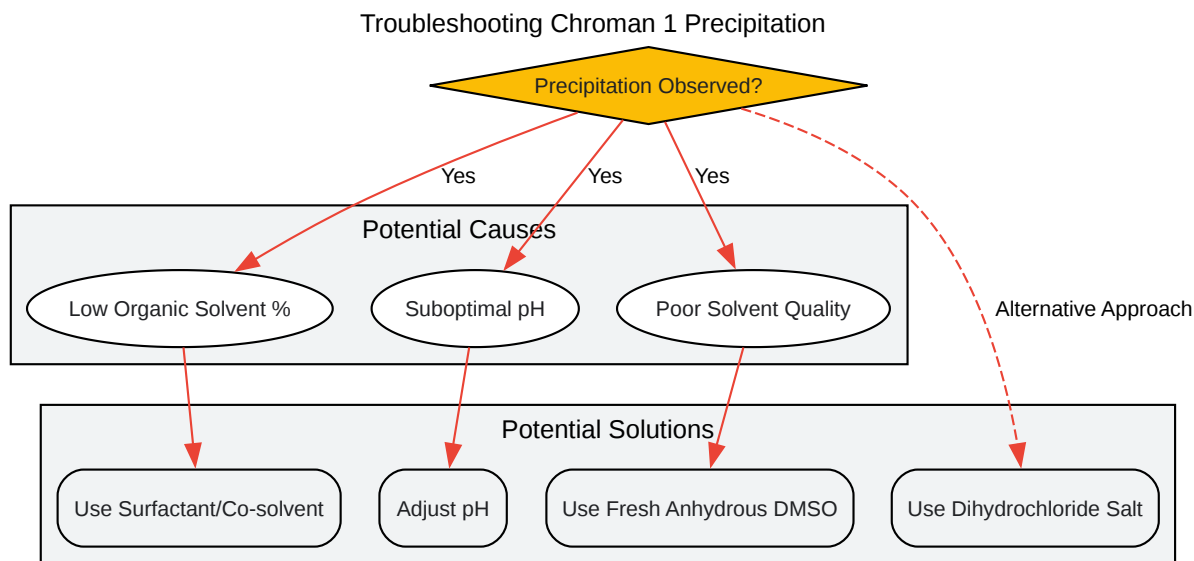 Troubleshooting Chroman 1 Precipitation
Precipitation Observed?
Yes
Yes
Yes
Potential Causes
Low Organic Solvent %
Suboptimal pH
Poor Solvent Quality
Alternative Approach
Potential Solutions
Use Surfactant/Co-solvent
Adjust pH
Use Fresh Anhydrous DMSO
Use Dihydrochloride Salt